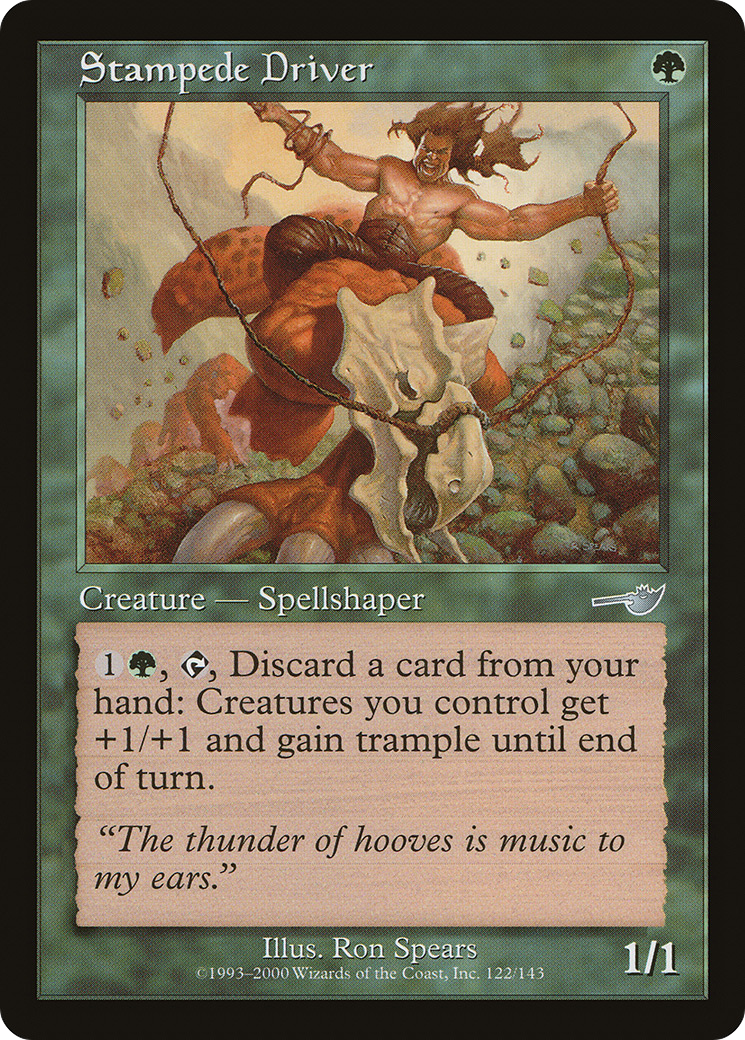 Stampede Driver
Creature — Spellshaper
1, , Discard a card from your
hand: Creatures you control get
+1/+1 and gain trample until end
of turn.
“The thunder of hooves is music to
my ears.”
Illus. Ron Spears
©1993–2000 Wizards of the Coast, Inc. 122/143
1/1